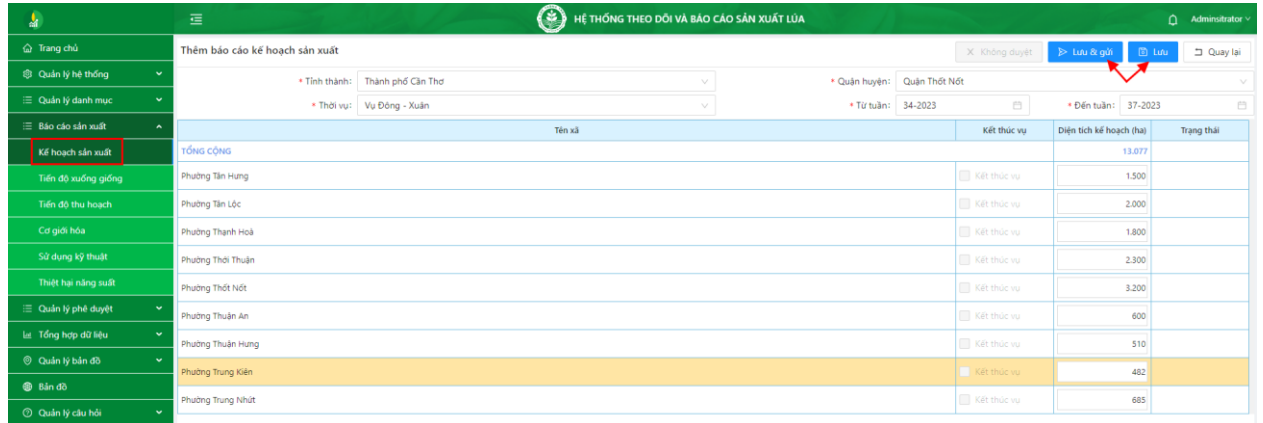 HỆ THỐNG THEO DÕI VÀ BÁO CÁO SẢN XUẤT LÚA
Adminsitrator
Trang chủ
Quản lý hệ thống
Quản lý danh mục
Báo cáo sản xuất
Kế hoạch sản xuất
Tiến độ xuống giống
Tiến độ thu hoạch
Cơ giới hóa
Sử dụng kỹ thuật
Thiệt hại năng suất
Quản lý phê duyệt
Tổng hợp dữ liệu
Quản lý bản đồ
Bản đồ
Quản lý câu hỏi
Thêm báo cáo kế hoạch sản xuất
Không duyệt
Lưu & gửi
Lưu
Quay lại
* Tỉnh thành: Thành phố Cần Thơ
* Quận huyện: Quận Thốt Nốt
* Thời vụ: Vụ Đông - Xuân
* Từ tuần: 34-2023
* Đến tuần: 37-2023
Tên xã Kết thúc vụ Diện tích kế hoạch (ha) Trạng thái
TỔNG CỘNG 13.077
Phường Tân Hưng Kết thúc vụ 1.500
Phường Tân Lộc Kết thúc vụ 2.000
Phường Thạnh Hoà Kết thúc vụ 1.800
Phường Thới Thuận Kết thúc vụ 2.300
Phường Thốt Nốt Kết thúc vụ 3.200
Phường Thuận An Kết thúc vụ 600
Phường Thuận Hưng Kết thúc vụ 510
Phường Trung Kiên Kết thúc vụ 482
Phường Trung Nhứt Kết thúc vụ 685